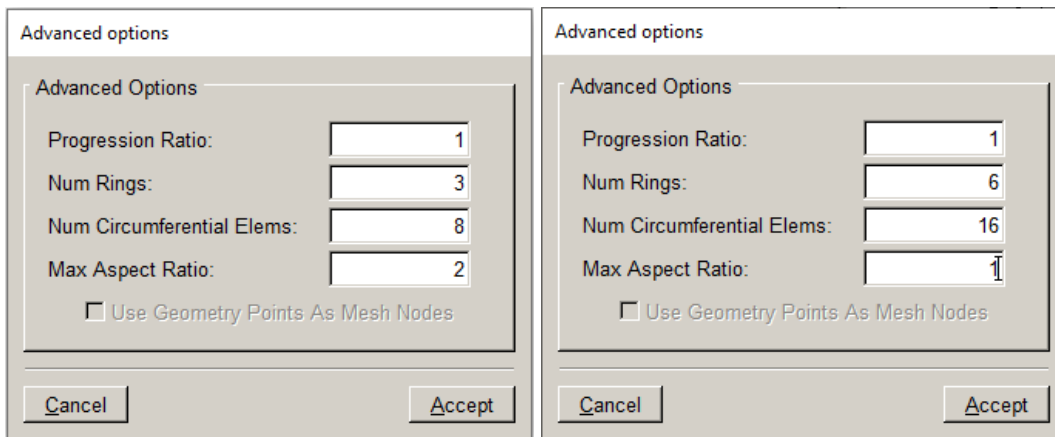 Advanced options
Advanced Options
Progression Ratio: 1
Num Rings: 3
Num Circumferential Elems: 8
Max Aspect Ratio: 2
Use Geometry Points As Mesh Nodes
Cancel Accept
Advanced options
Advanced Options
Progression Ratio: 1
Num Rings: 6
Num Circumferential Elems: 16
Max Aspect Ratio: 1
Use Geometry Points As Mesh Nodes
Cancel Accept